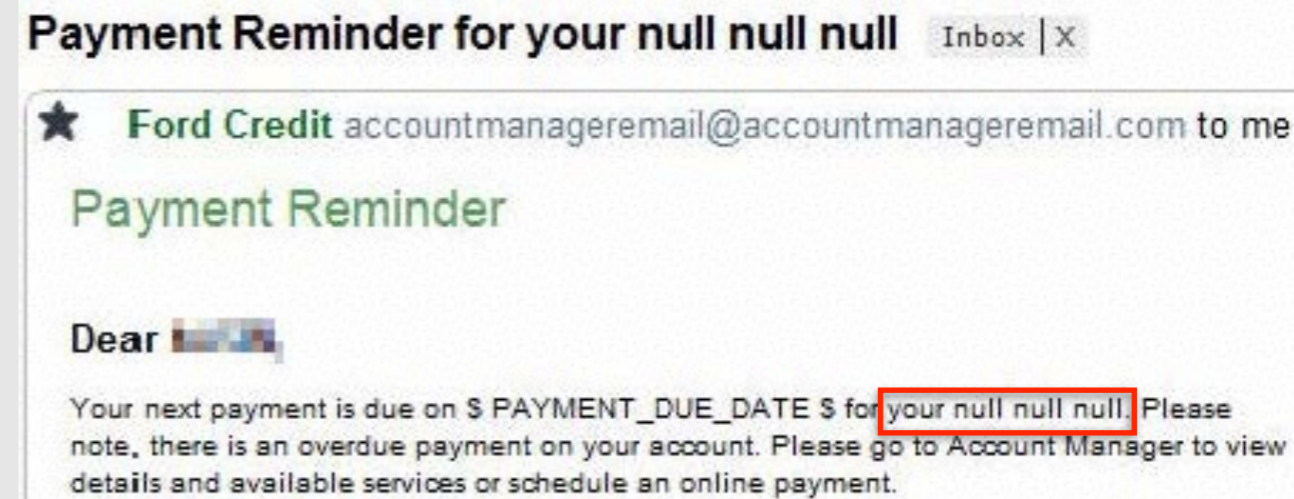 Payment Reminder for your null null null Inbox | X
Ford Credit accountmanageremail@accountmanageremail.com to me
Payment Reminder
Dear ,
Your next payment is due on $ PAYMENT_DUE_DATE $ for your null null null. Please
note, there is an overdue payment on your account. Please go to Account Manager to view
details and available services or schedule an online payment.